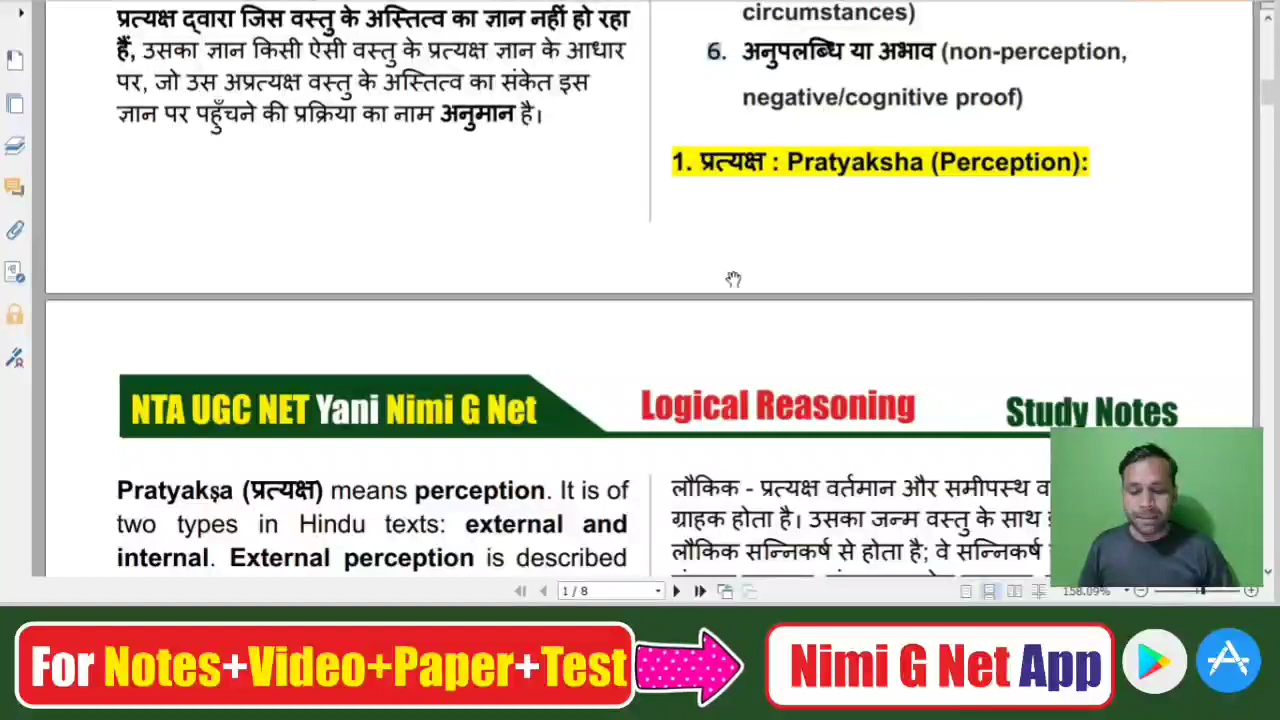 प्रत्यक्ष द्वारा जिस वस्तु के अस्तित्व का ज्ञान नहीं हो रहा
हैं, उसका ज्ञान किसी ऐसी वस्तु के प्रत्यक्ष ज्ञान के आधार
पर, जो उस अप्रत्यक्ष वस्तु के अस्तित्व का संकेत इस
ज्ञान पर पहुँचने की प्रक्रिया का नाम अनुमान है।
circumstances)
6. अनुपलब्धि या अभाव (non-perception,
negative/cognitive proof)
1. प्रत्यक्ष : Pratyaksha (Perception):
NTA UGC NET Yani Nimi G Net
Logical Reasoning
Study Notes
Pratyakṣa (प्रत्यक्ष) means perception. It is of
two types in Hindu texts: external and
internal. External perception is described
लौकिक - प्रत्यक्ष वर्तमान और समीपस्थ
ग्राहक होता है। उसका जन्म वस्तु के साथ
लौकिक सन्निकर्ष से होता है; वे सन्निकर्ष
1 / 8
158.09%
For Notes+Video+Paper+Test
Nimi G Net App